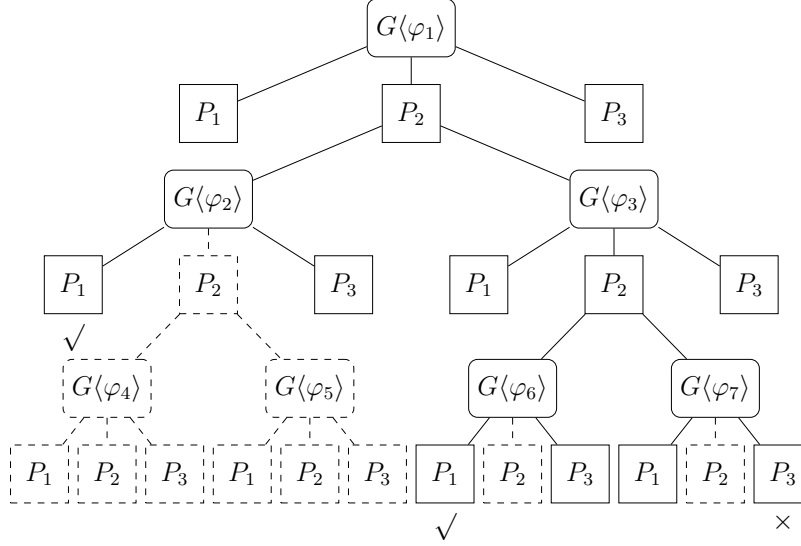 G⟨φ₁⟩
P₁ P₂ P₃
G⟨φ₂⟩ G⟨φ₃⟩
P₁ P₂ P₃ P₁ P₂ P₃
√
G⟨φ₄⟩ G⟨φ₅⟩ G⟨φ₆⟩ G⟨φ₇⟩
P₁ P₂ P₃ P₁ P₂ P₃ P₁ P₂ P₃ P₁ P₂ P₃
√ ×